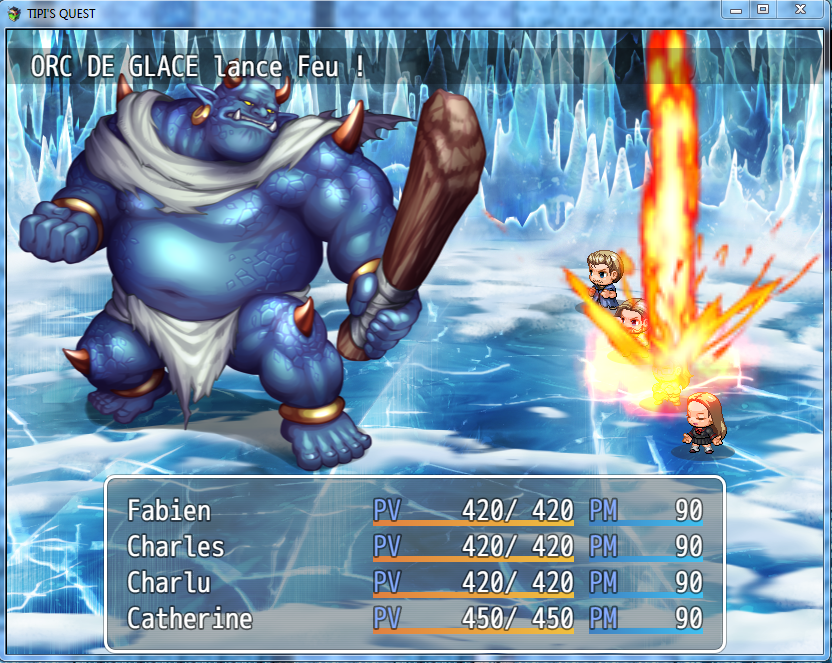 TIPI'S QUEST
ORC DE GLACE lance Feu !
Fabien PV 420/ 420 PM 90
Charles PV 420/ 420 PM 90
Charlu PV 420/ 420 PM 90
Catherine PV 450/ 450 PM 90